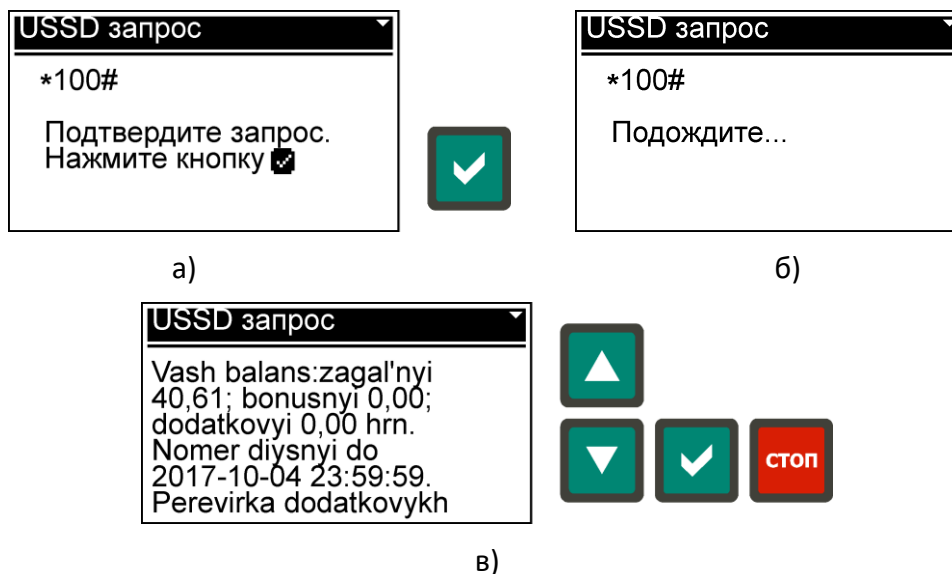 USSD запрос
*100#
Подтвердите запрос.
Нажмите кнопку
а)
USSD запрос
*100#
Подождите...
б)
USSD запрос
Vash balans:zagal'nyi
40,61; bonusnyi 0,00;
dodatkovyi 0,00 hrn.
Nomer diysnyi do
2017-10-04 23:59:59.
Perevirka dodatkovykh
стоп
в)